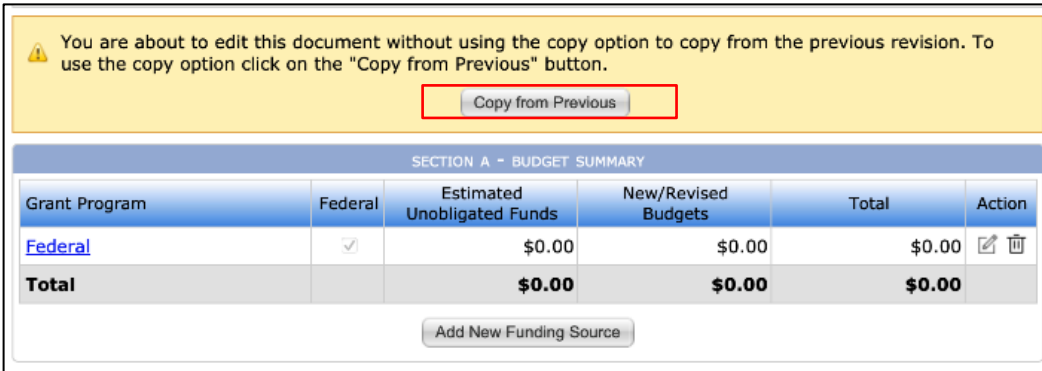 You are about to edit this document without using the copy option to copy from the previous revision. To
use the copy option click on the "Copy from Previous" button.
Copy from Previous
SECTION A - BUDGET SUMMARY
Grant Program Federal Estimated Unobligated Funds New/Revised Budgets Total Action
Federal $0.00 $0.00 $0.00
Total $0.00 $0.00 $0.00
Add New Funding Source